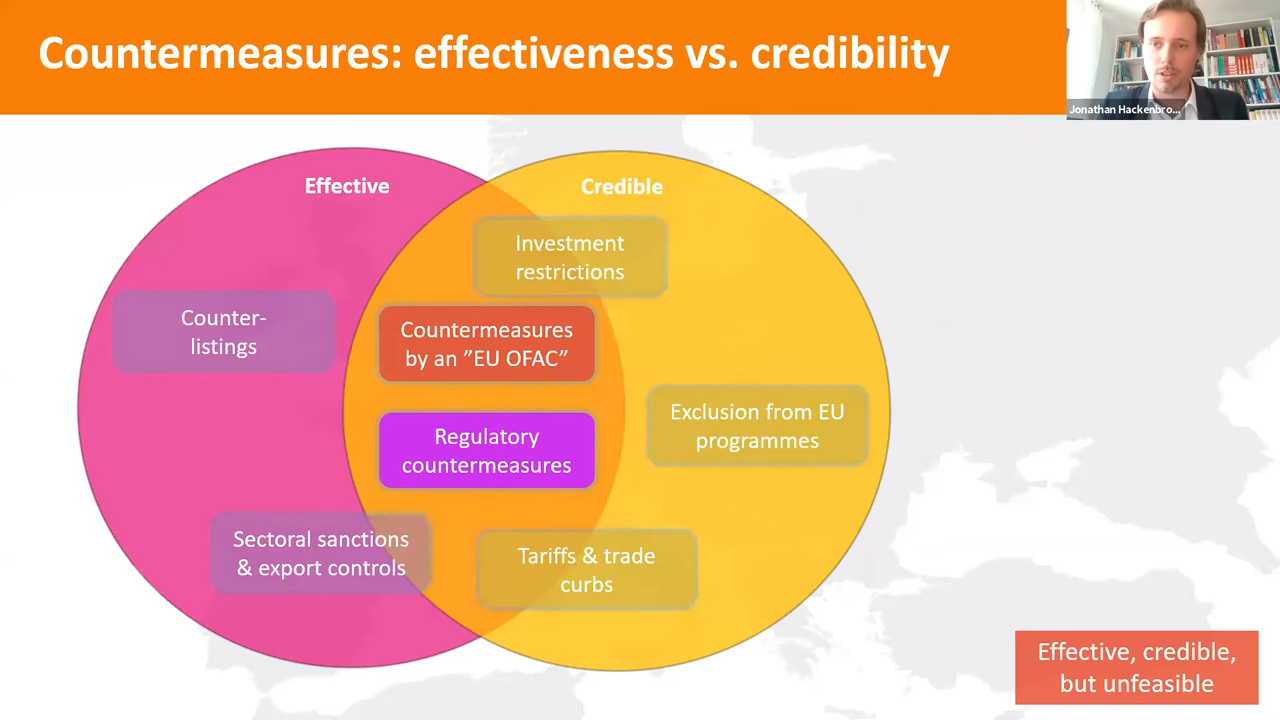 Countermeasures: effectiveness vs. credibility
Jonathan Hackenbro...
Effective
Credible
Investment
restrictions
Counter-
listings
Countermeasures
by an ”EU OFAC”
Exclusion from EU
programmes
Regulatory
countermeasures
Sectoral sanctions
& export controls
Tariffs & trade
curbs
Effective, credible,
but unfeasible